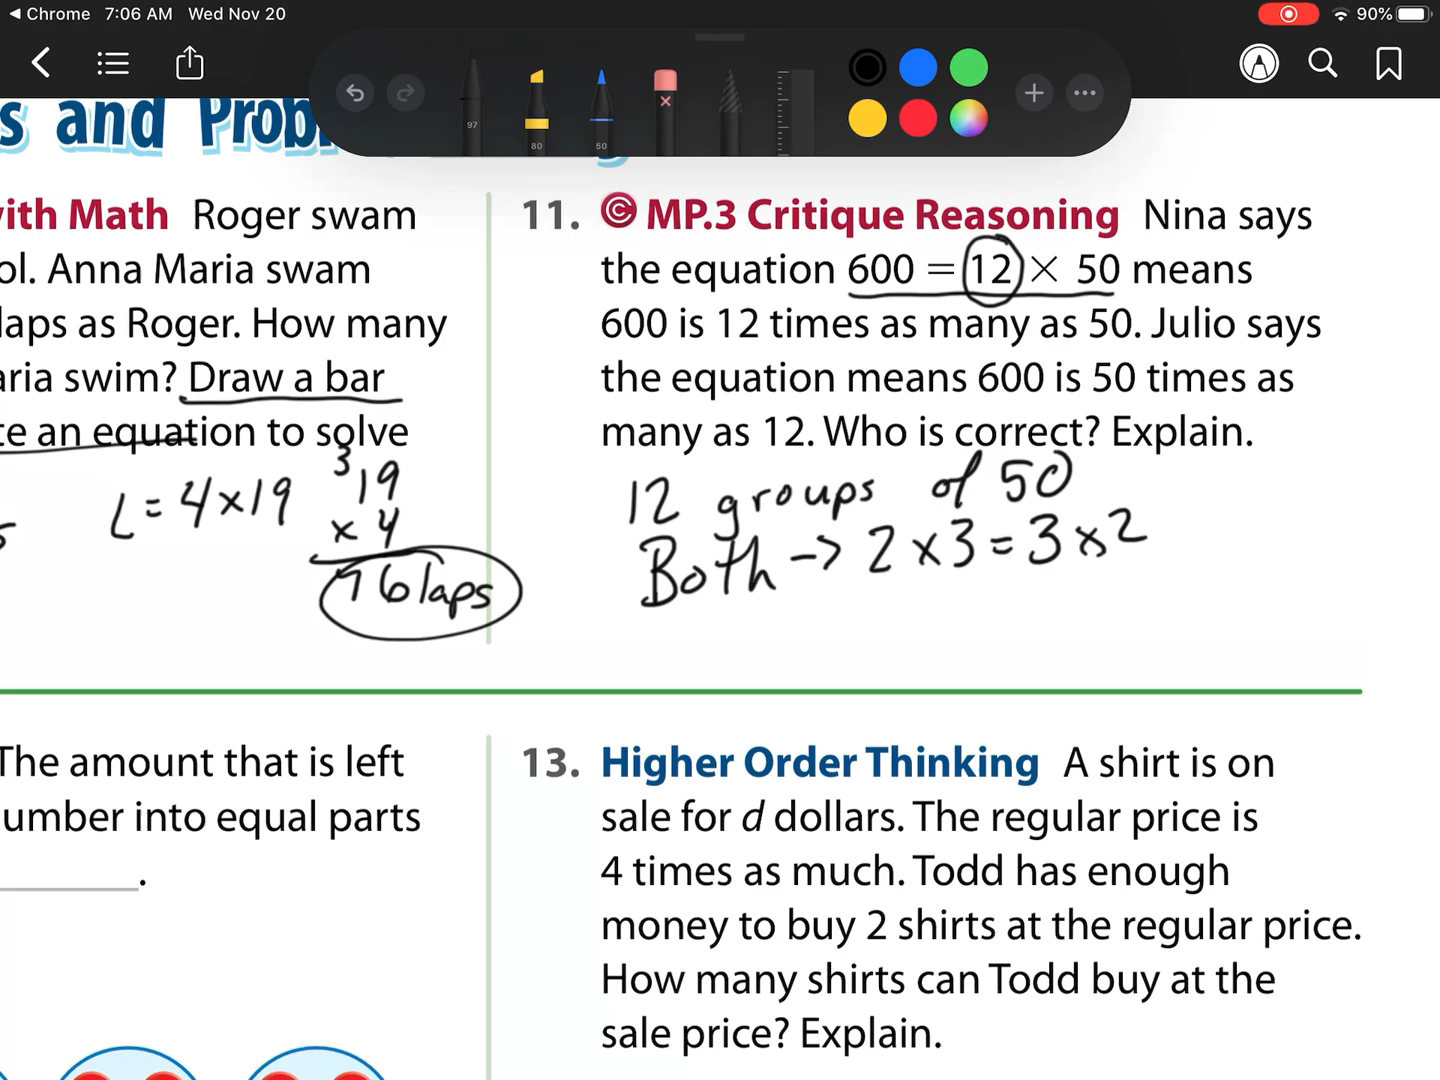 Chrome 7:06 AM Wed Nov 20 90%
97 80 50
s and Prob
with Math Roger swam
ol. Anna Maria swam
laps as Roger. How many
aria swim? Draw a bar
te an equation to solve
L = 4 x 19
3
19
x 4
76 laps
11. © MP.3 Critique Reasoning Nina says
the equation 600 = 12 × 50 means
600 is 12 times as many as 50. Julio says
the equation means 600 is 50 times as
many as 12. Who is correct? Explain.
12 groups of 50
Both -> 2 x 3 = 3 x 2
The amount that is left
umber into equal parts
.
13. Higher Order Thinking A shirt is on
sale for d dollars. The regular price is
4 times as much. Todd has enough
money to buy 2 shirts at the regular price.
How many shirts can Todd buy at the
sale price? Explain.